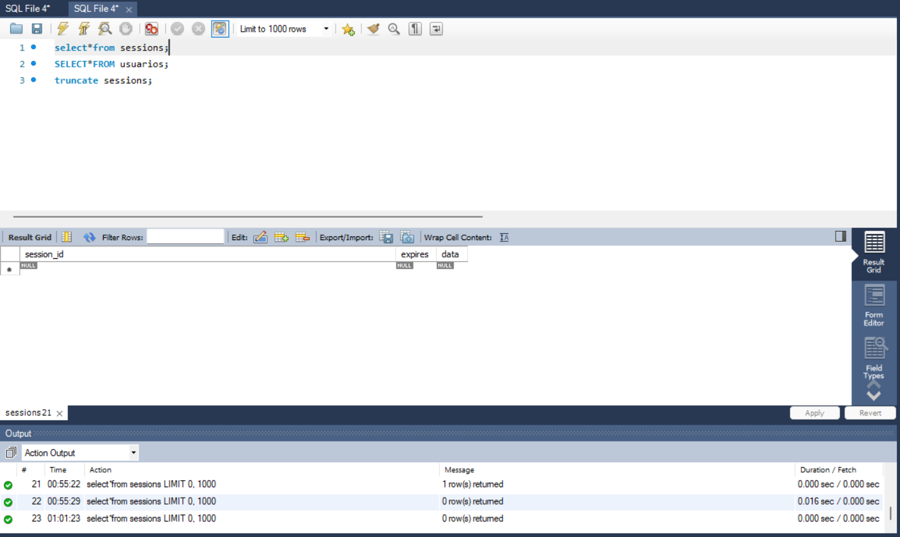 SQL File 4* SQL File 4*
Limit to 1000 rows
1 select*from sessions;
2 SELECT*FROM usuarios;
3 truncate sessions;
Result Grid Filter Rows: Edit: Export/Import: Wrap Cell Content:
session_id expires data
NULL NULL NULL
Result Grid
Form Editor
Field Types
sessions 21 Apply Revert
Output
Action Output
# Time Action Message Duration / Fetch
21 00:55:22 select*from sessions LIMIT 0, 1000 1 row(s) returned 0.000 sec / 0.000 sec
22 00:55:29 select*from sessions LIMIT 0, 1000 0 row(s) returned 0.016 sec / 0.000 sec
23 01:01:23 select*from sessions LIMIT 0, 1000 0 row(s) returned 0.000 sec / 0.000 sec